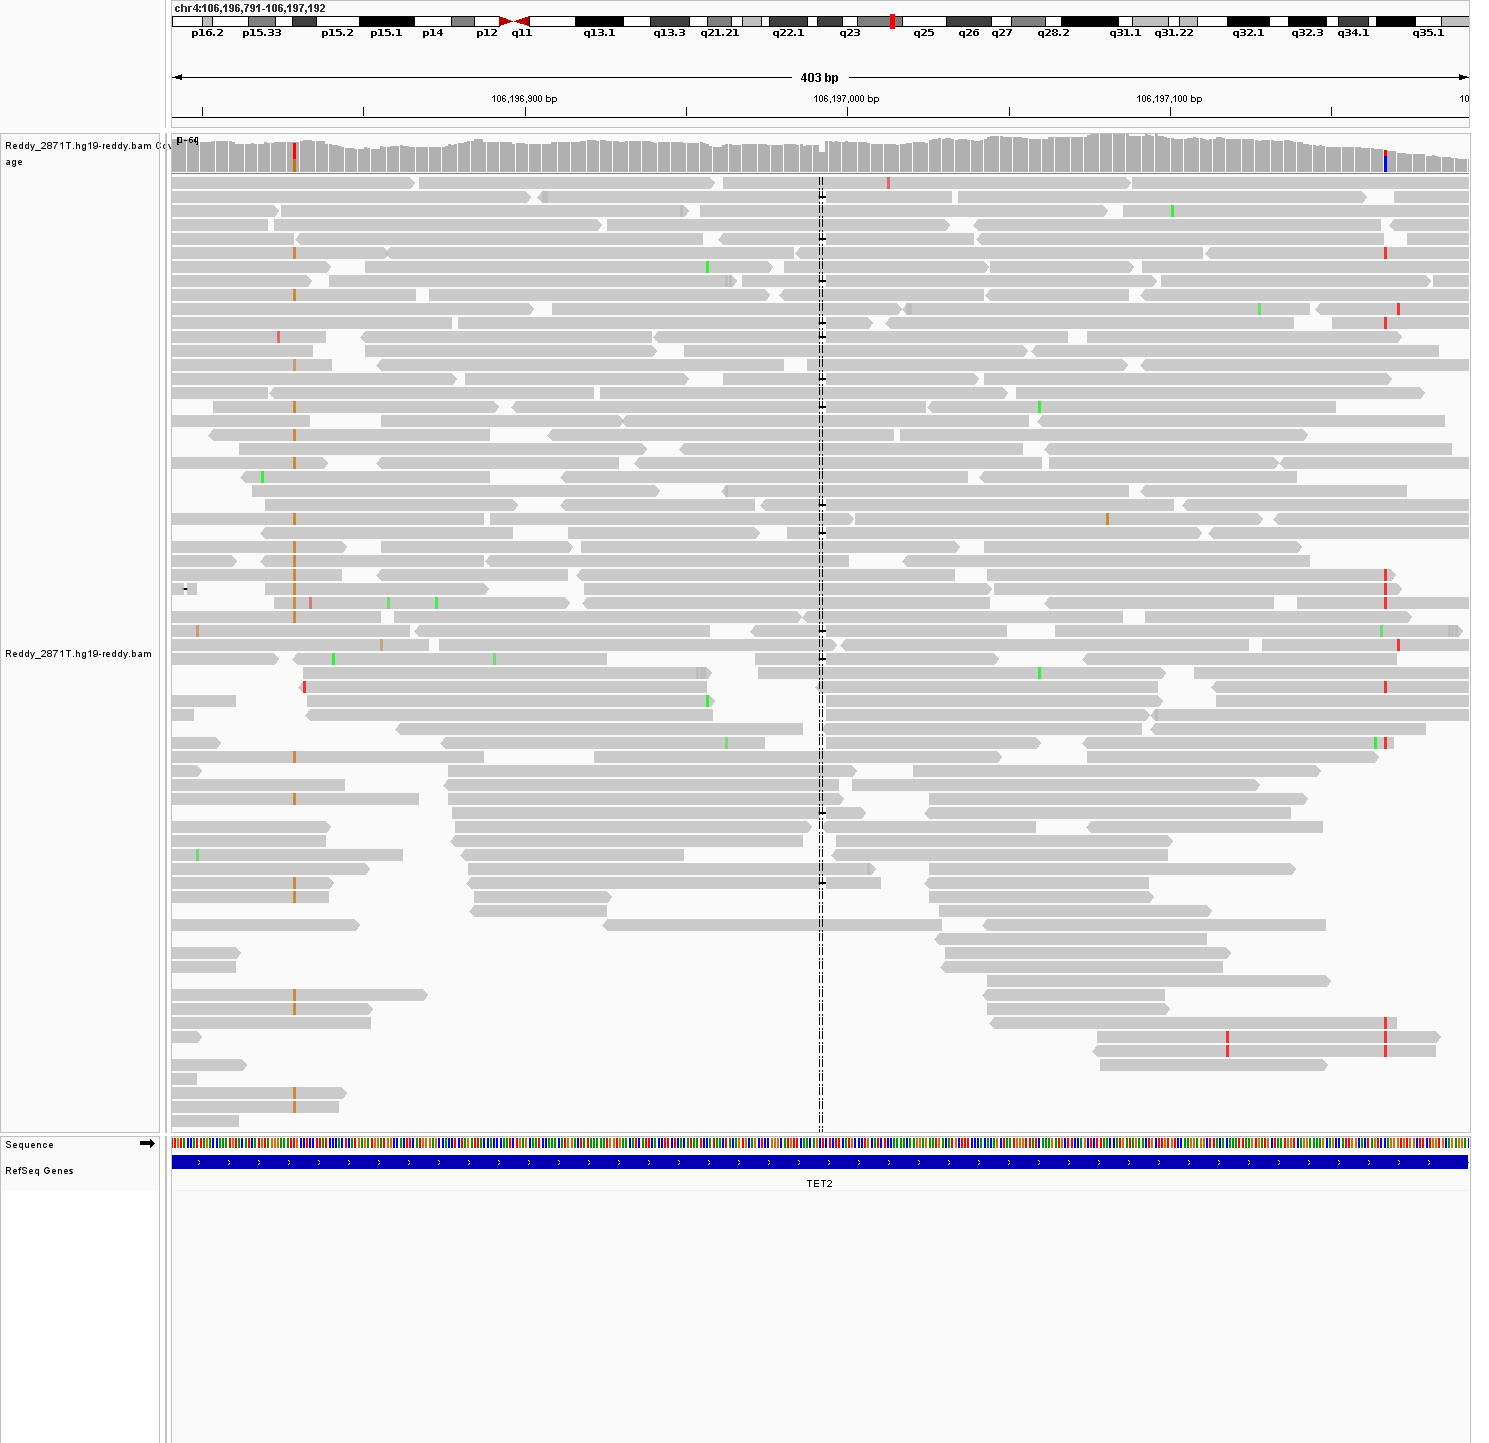 chr4:106,196,791-106,197,192
p16.2 p15.33 p15.2 p15.1 p14 p12 q11 q13.1 q13.3 q21.21 q22.1 q23 q25 q26 q27 q28.2 q31.1 q31.22 q32.1 q32.3 q34.1 q35.1
403 bp
106,196,900 bp 106,197,000 bp 106,197,100 bp 10
Reddy_2871T.hg19-reddy.bam Cov
age
Reddy_2871T.hg19-reddy.bam
Sequence
RefSeq Genes
TET2